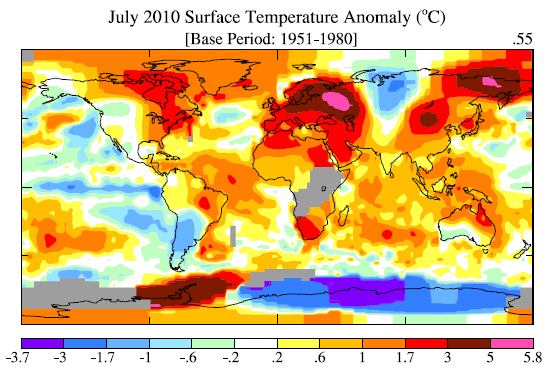 July 2010 Surface Temperature Anomaly (°C)
[Base Period: 1951-1980] .55
-3.7 -3 -1.7 -1 -.6 -.2 .2 .6 1 1.7 3 5 5.8